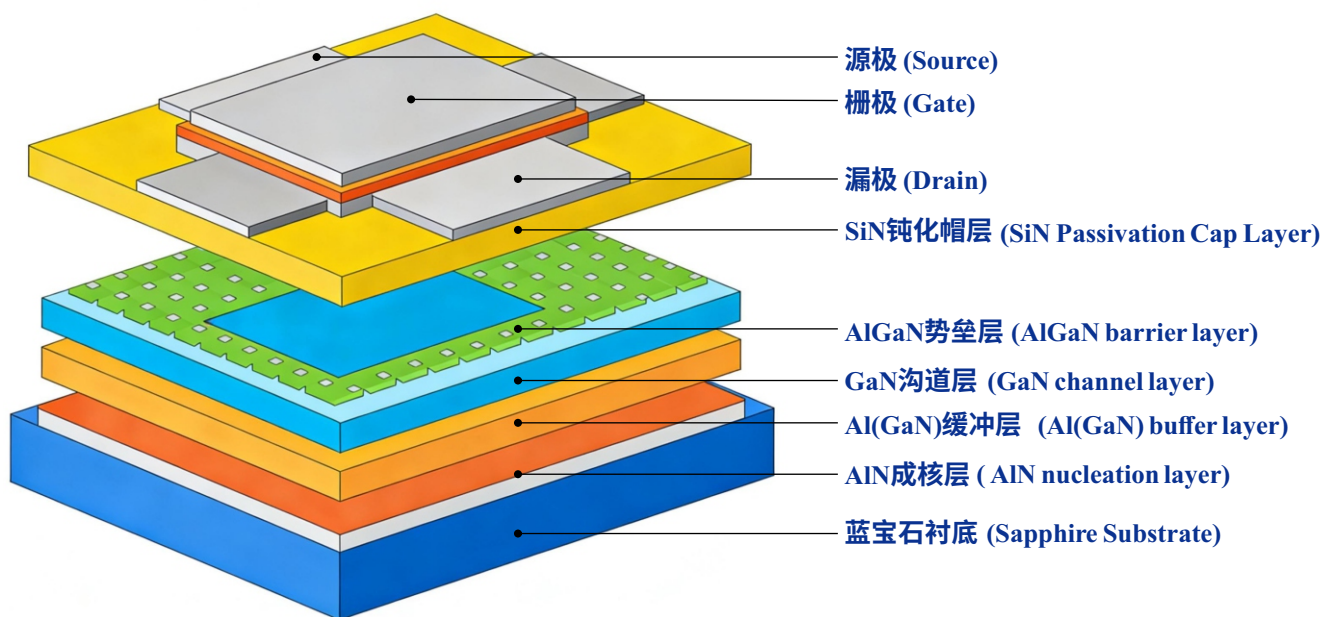 源极 (Source)
栅极 (Gate)
漏极 (Drain)
SiN钝化帽层 (SiN Passivation Cap Layer)
AlGaN势垒层 (AlGaN barrier layer)
GaN沟道层 (GaN channel layer)
Al(GaN)缓冲层 (Al(GaN) buffer layer)
AlN成核层 ( AlN nucleation layer)
蓝宝石衬底 (Sapphire Substrate)